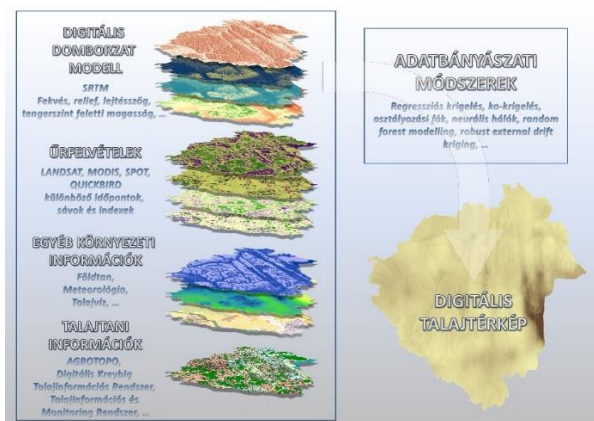 DIGITÁLIS
DOMBORZAT
MODELL
SRTM
Fekvés, relief, lejtésszög,
tengerszint feletti magasság, ...
ŰRFELVÉTELEK
LANDSAT, MODIS, SPOT,
QUICKBIRD
különböző időpontok,
sávok és indexek
EGYÉB KÖRNYEZETI
INFORMÁCIÓK
Földtan,
Meteorológia,
Talajvíz, ...
TALAJTANI
INFORMÁCIÓK
AGROTOPO,
Digitális Kreybig
Talajinformációs Rendszer,
Talajinformációs és
Monitoring Rendszer, ...
ADATBÁNYÁSZATI
MÓDSZEREK
Regressziós krigelés, ko-krigelés,
osztályozási fák, neurális hálók, random
forest modelling, robust external drift
kriging, ...
DIGITÁLIS
TALAJTÉRKÉP